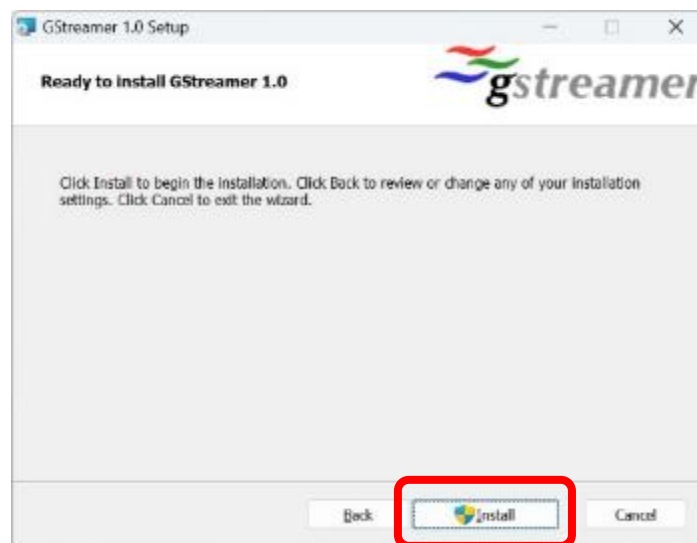 GStreamer 1.0 Setup
Ready to install GStreamer 1.0
gstreamer
Click Install to begin the installation. Click Back to review or change any of your installation
settings. Click Cancel to exit the wizard.
Back Install Cancel